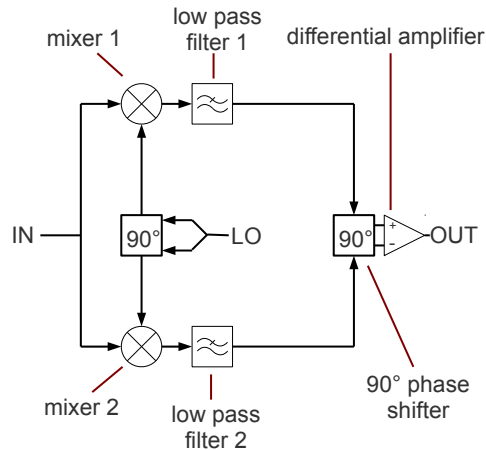 low pass
filter 1
mixer 1
differential amplifier
IN
90°
LO
90°
+
-
OUT
mixer 2
low pass
filter 2
90° phase
shifter